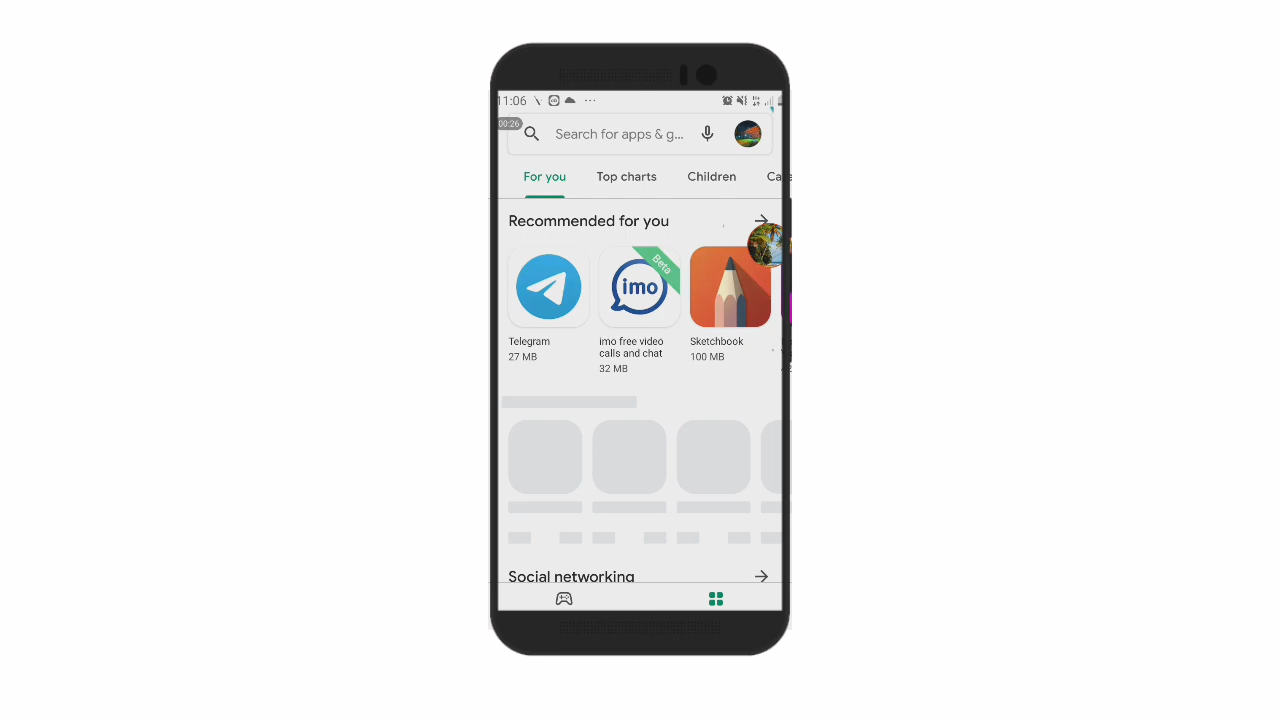 11:06
00:26
Search for apps & g...
For you
Top charts
Children
Recommended for you
Beta
imo
Telegram
27 MB
imo free video
calls and chat
32 MB
Sketchbook
100 MB
Social networking